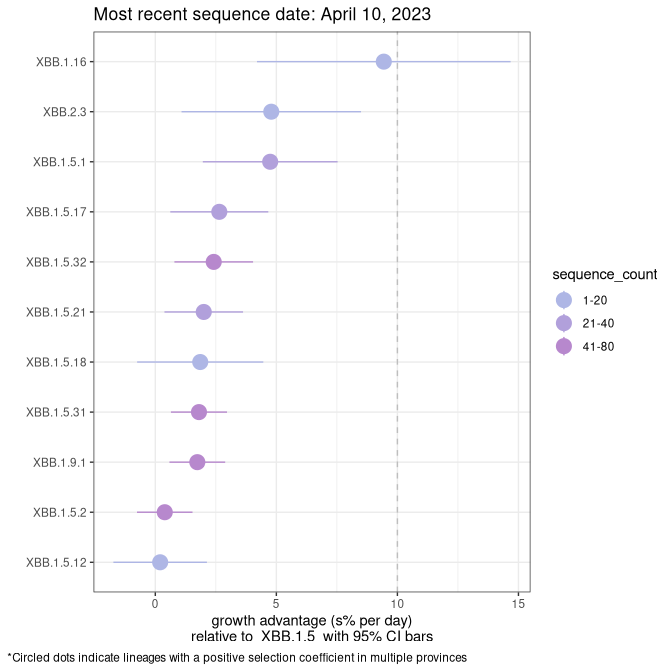 Most recent sequence date: April 10, 2023
XBB.1.16
XBB.2.3
XBB.1.5.1
XBB.1.5.17
XBB.1.5.32
XBB.1.5.21
XBB.1.5.18
XBB.1.5.31
XBB.1.9.1
XBB.1.5.2
XBB.1.5.12
0 5 10 15
growth advantage (s% per day)
relative to XBB.1.5 with 95% CI bars
sequence_count
1-20
21-40
41-80
*Circled dots indicate lineages with a positive selection coefficient in multiple provinces